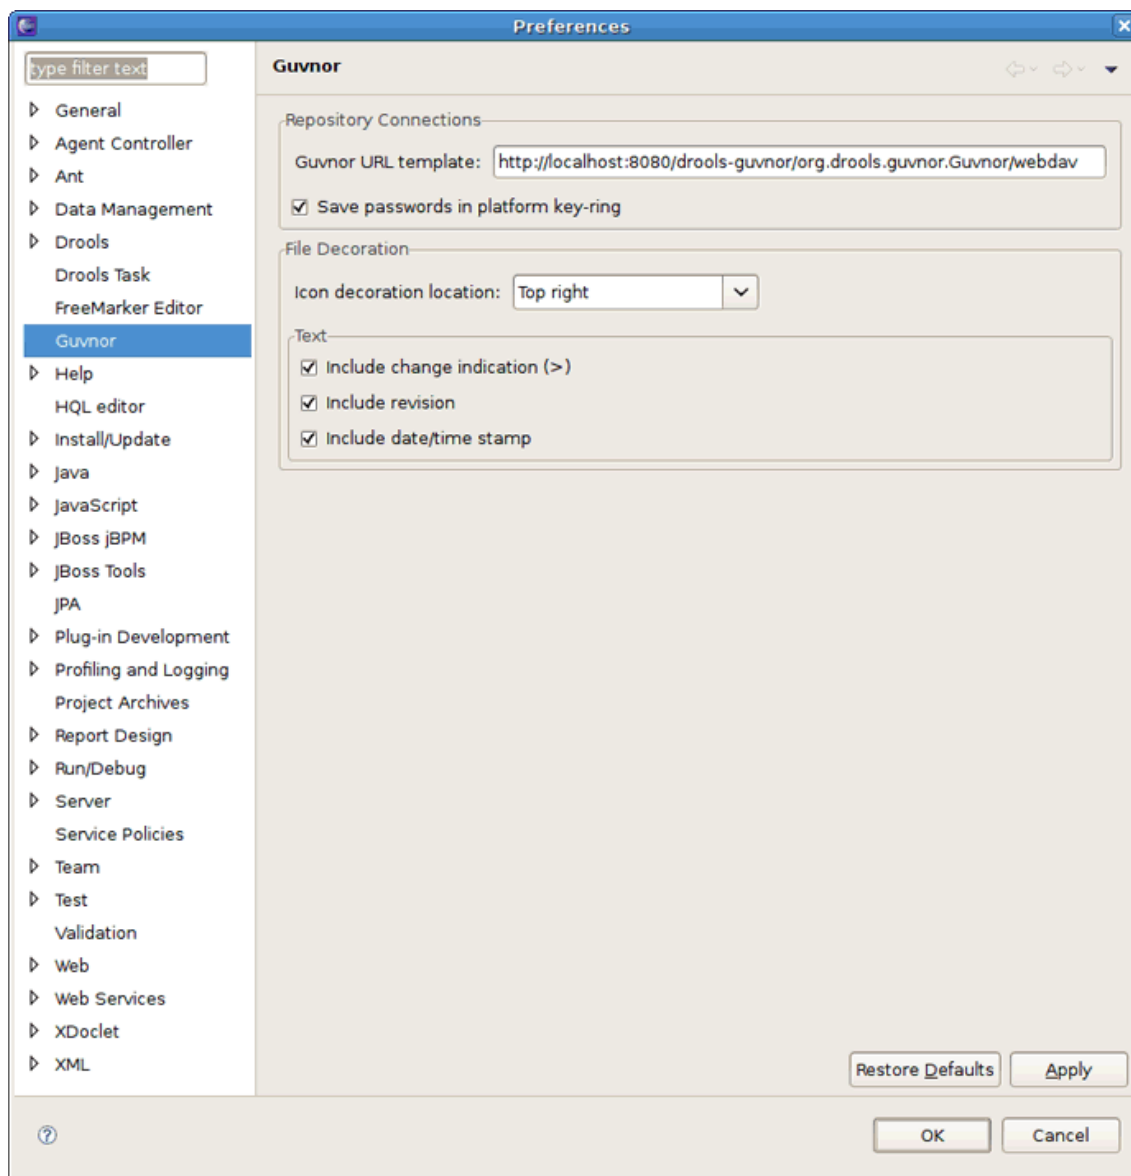 Preferences
type filter text
General
Agent Controller
Ant
Data Management
Drools
Drools Task
FreeMarker Editor
Guvnor
Help
HQL editor
Install/Update
Java
JavaScript
JBoss jBPM
JBoss Tools
JPA
Plug-in Development
Profiling and Logging
Project Archives
Report Design
Run/Debug
Server
Service Policies
Team
Test
Validation
Web
Web Services
XDoclet
XML
Guvnor
Repository Connections
Guvnor URL template: http://localhost:8080/drools-guvnor/org.drools.guvnor.Guvnor/webdav
Save passwords in platform key-ring
File Decoration
Icon decoration location: Top right
Text
Include change indication (>)
Include revision
Include date/time stamp
Restore Defaults Apply
OK Cancel